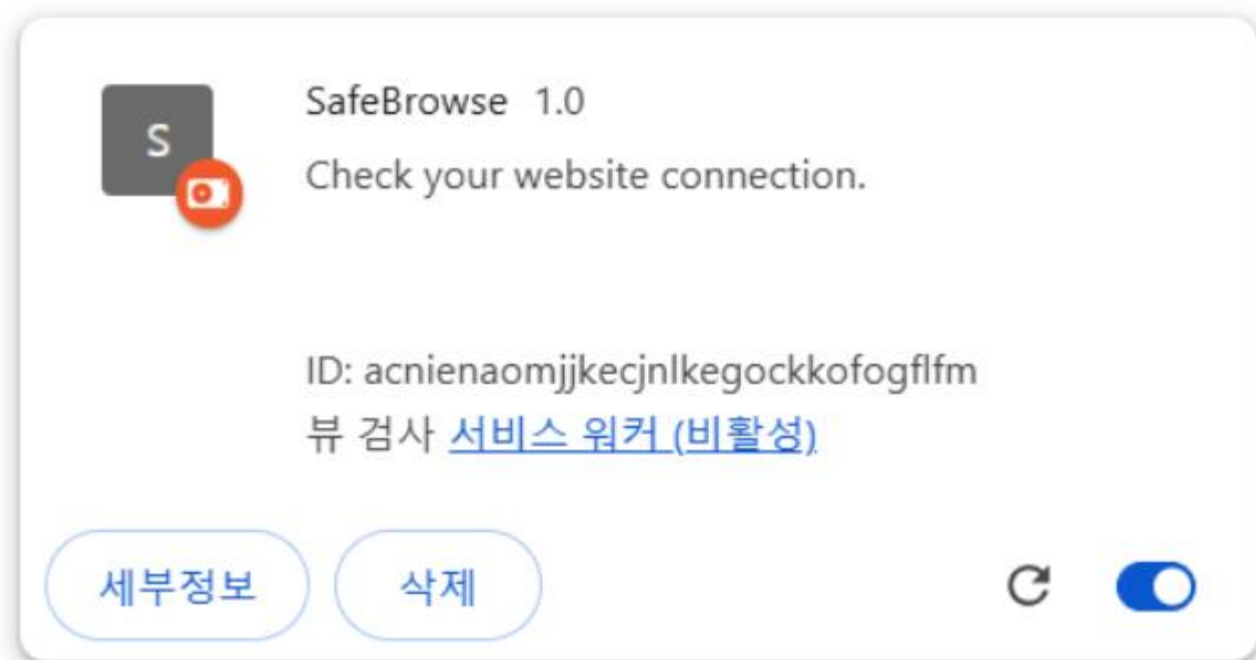 S
SafeBrowse 1.0
Check your website connection.
ID: acnienaomjjkecjnlkegockkofogflfm
뷰 검사 서비스 워커 (비활성)
세부정보 삭제